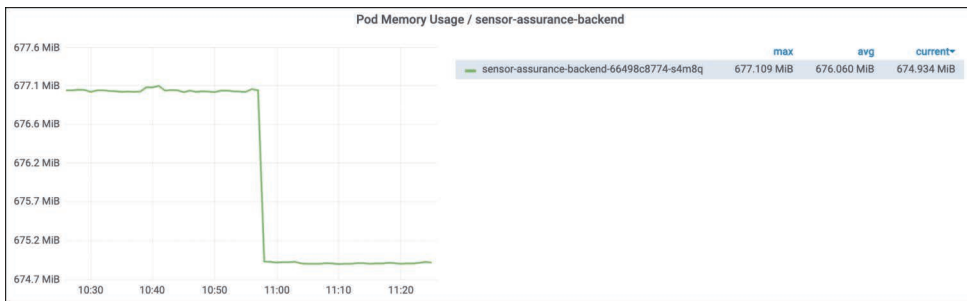 Pod Memory Usage / sensor-assurance-backend
677.6 MiB
677.1 MiB
676.6 MiB
676.2 MiB
675.7 MiB
675.2 MiB
674.7 MiB
10:30 10:40 10:50 11:00 11:10 11:20
max avg current
sensor-assurance-backend-66498c8774-s4m8q 677.109 MiB 676.060 MiB 674.934 MiB